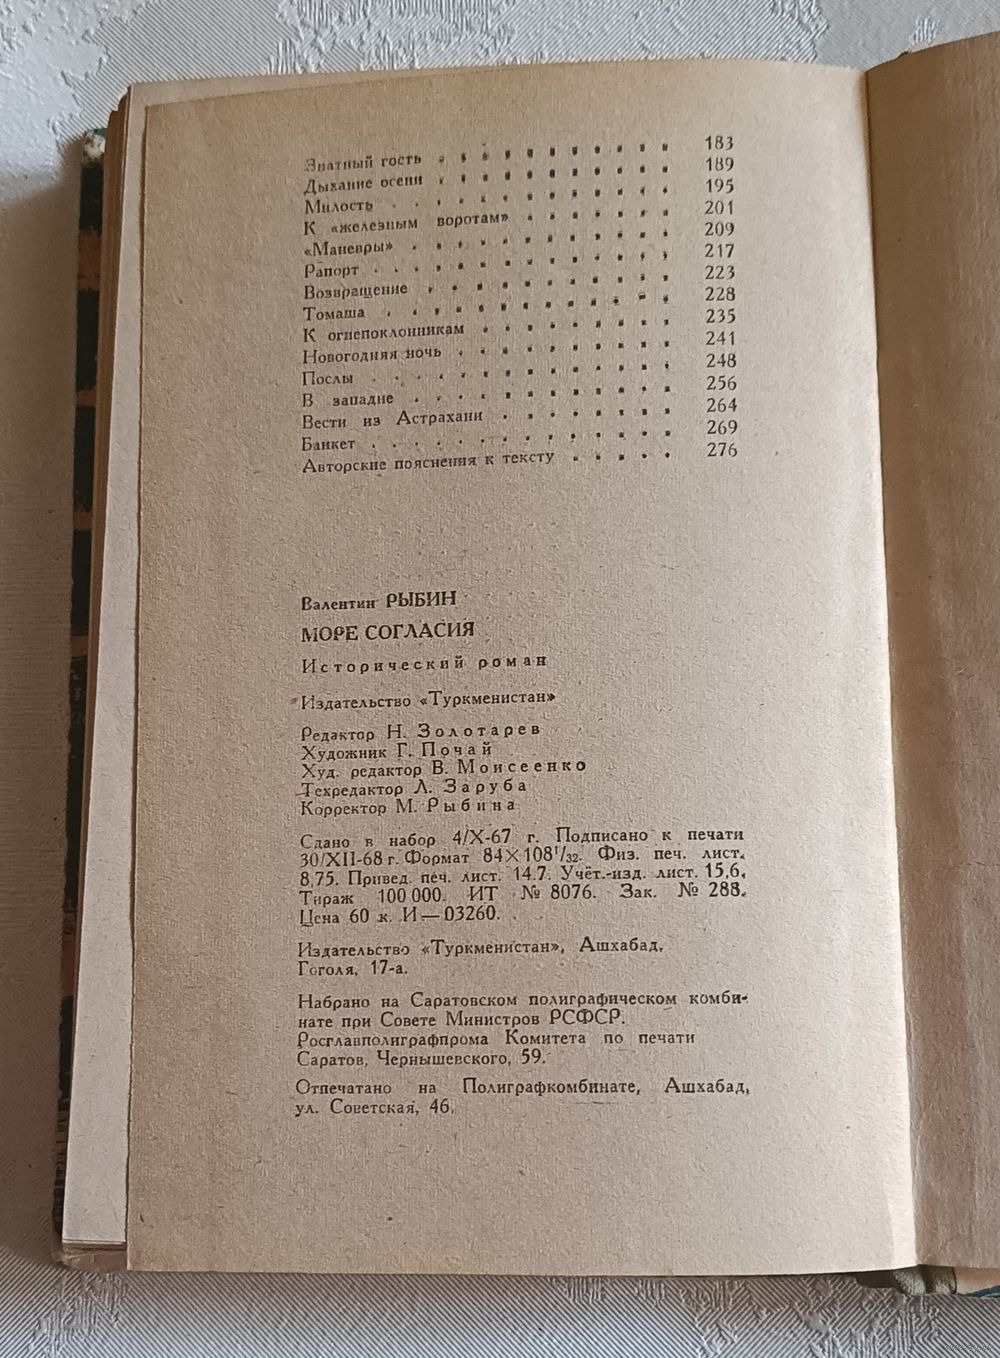 Знатный гость . . . . . . . . . . . 183
Дыхание осени . . . . . . . . . . . 189
Милость . . . . . . . . . . . . . 195
К «железным воротам» . . . . . . . 201
«Маневры» . . . . . . . . . . . . 209
Рапорт . . . . . . . . . . . . . . 217
Возвращение . . . . . . . . . . . 223
Томаша . . . . . . . . . . . . . 228
К огнепоклонникам . . . . . . . . . 235
Новогодняя ночь . . . . . . . . . . 241
Послы . . . . . . . . . . . . . . 248
В западне . . . . . . . . . . . . 256
Вести из Астрахани . . . . . . . . 264
Банкет . . . . . . . . . . . . . . 269
Авторские пояснения к тексту . . . . . 276
Валентин РЫБИН
МОРЕ СОГЛАСИЯ
Исторический роман
Издательство «Туркменистан»
Редактор Н. Золотарев
Художник Г. Почай
Худ. редактор В. Моисеенко
Техредактор Л. Заруба
Корректор М. Рыбина
Сдано в набор 4/X-67 г. Подписано к печати
30/XII-68 г. Формат 84×108¹/₃₂. Физ. печ. лист.
8,75. Привед. печ. лист. 14.7. Учёт.-изд. лист. 15,6.
Тираж 100 000. ИТ № 8076. Зак. № 288.
Цена 60 к. И—03260.
Издательство «Туркменистан», Ашхабад,
Гоголя, 17-а.
Набрано на Саратовском полиграфическом комби-
нате при Совете Министров РСФСР.
Росглавполиграфпрома Комитета по печати
Саратов, Чернышевского, 59.
Отпечатано на Полиграфкомбинате, Ашхабад,
ул. Советская, 46.